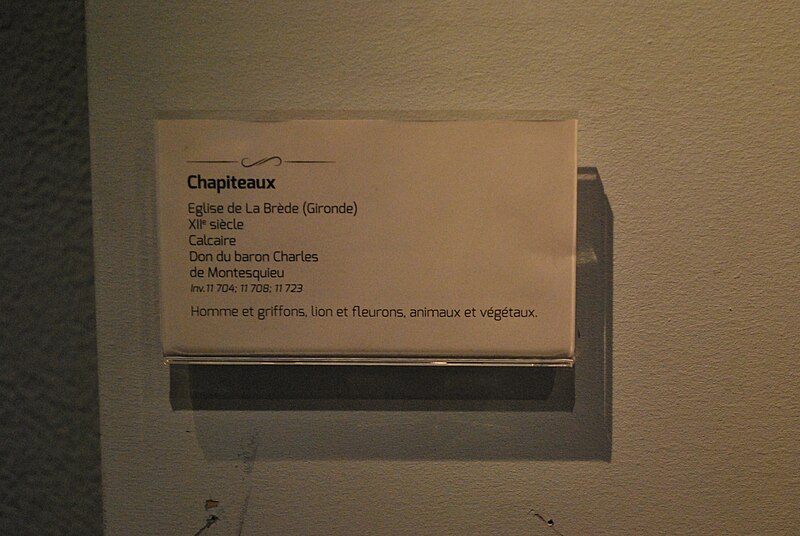 Chapiteaux
Eglise de La Brède (Gironde)
XIIᵉ siècle
Calcaire
Don du baron Charles
de Montesquieu
Inv.11 704; 11 708; 11 723
Homme et griffons, lion et fleurons, animaux et végétaux.